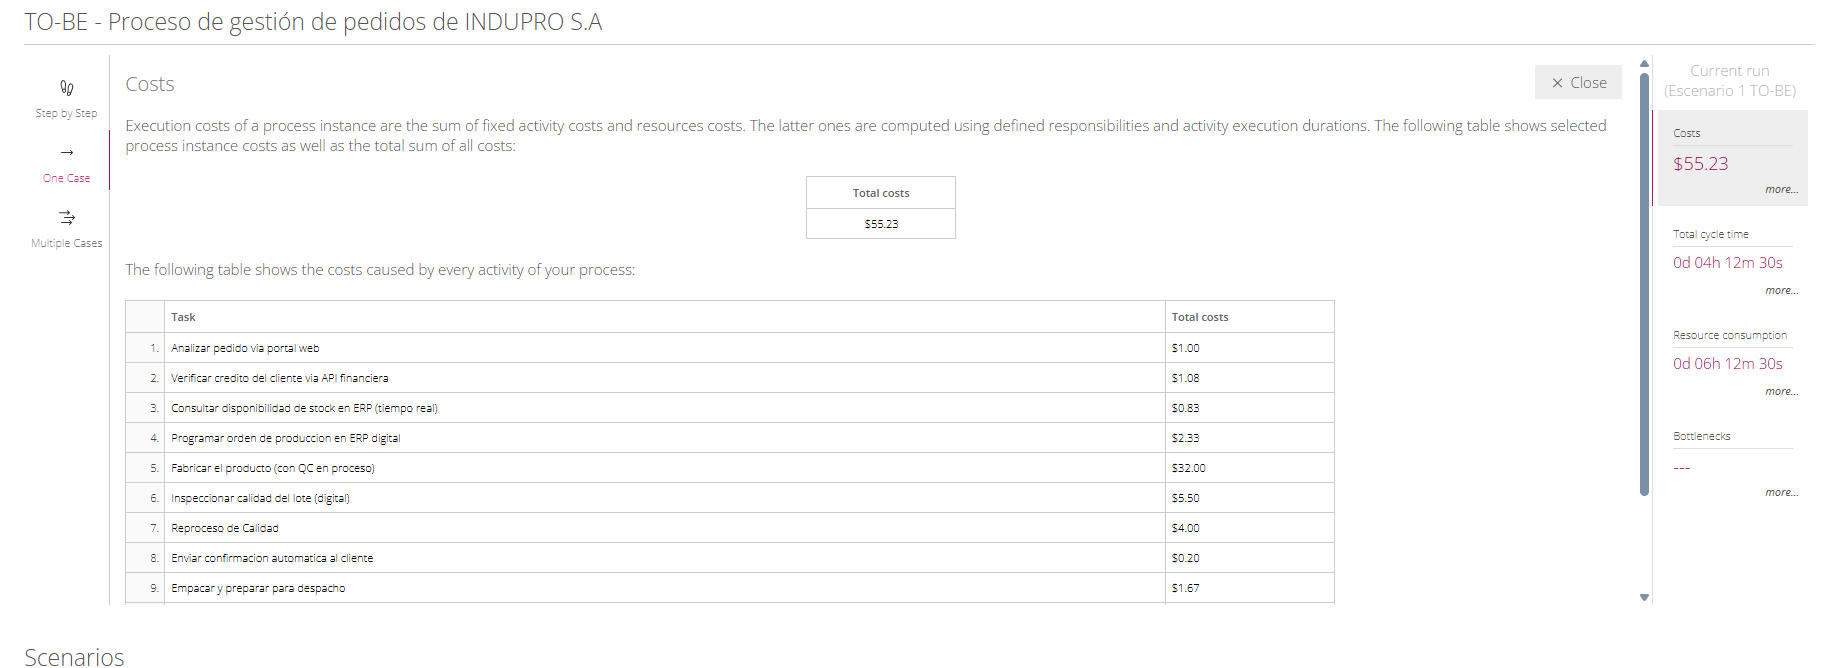 TO-BE - Proceso de gestión de pedidos de INDUPRO S.A
Step by Step
One Case
Multiple Cases
Costs
× Close
Execution costs of a process instance are the sum of fixed activity costs and resources costs. The latter ones are computed using defined responsibilities and activity execution durations. The following table shows selected
process instance costs as well as the total sum of all costs:
Total costs
$55.23
The following table shows the costs caused by every activity of your process:
Task Total costs
1. Analizar pedido via portal web $1.00
2. Verificar credito del cliente via API financiera $1.08
3. Consultar disponibilidad de stock en ERP (tiempo real) $0.83
4. Programar orden de produccion en ERP digital $2.33
5. Fabricar el producto (con QC en proceso) $32.00
6. Inspeccionar calidad del lote (digital) $5.50
7. Reproceso de Calidad $4.00
8. Enviar confirmacion automatica al cliente $0.20
9. Empacar y preparar para despacho $1.67
Current run
(Escenario 1 TO-BE)
Costs
$55.23
more...
Total cycle time
0d 04h 12m 30s
more...
Resource consumption
0d 06h 12m 30s
more...
Bottlenecks
---
more...
Scenarios